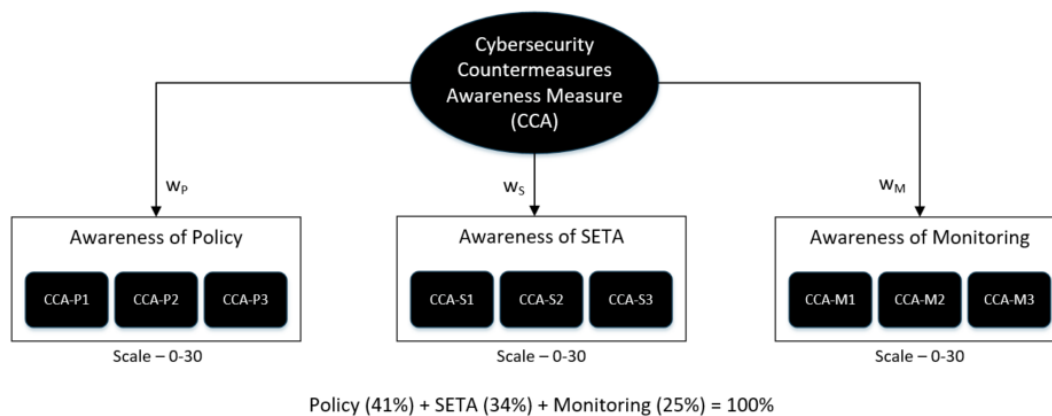 Cybersecurity
Countermeasures
Awareness Measure
(CCA)
wP
wS
wM
Awareness of Policy
CCA-P1
CCA-P2
CCA-P3
Scale – 0-30
Awareness of SETA
CCA-S1
CCA-S2
CCA-S3
Scale – 0-30
Awareness of Monitoring
CCA-M1
CCA-M2
CCA-M3
Scale – 0-30
Policy (41%) + SETA (34%) + Monitoring (25%) = 100%